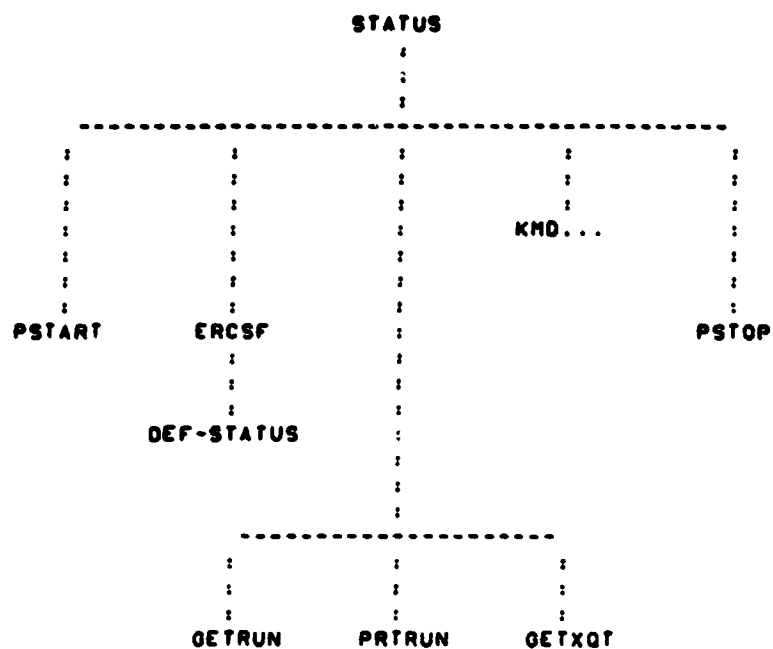 STATUS
KMD...
PSTART ERCSF PSTOP
DEF-STATUS
GETRUN PRTRUN GETXQT